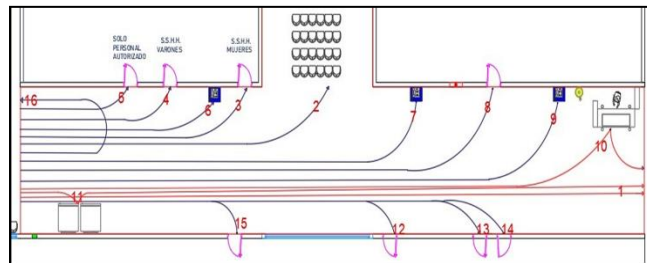 SOLO
PERSONAL
AUTORIZADO
S.S.H.H.
VARONES
S.S.H.H.
MUJERES
16
5
4
6
3
2
7
8
9
10
1
11
15
12
13
14